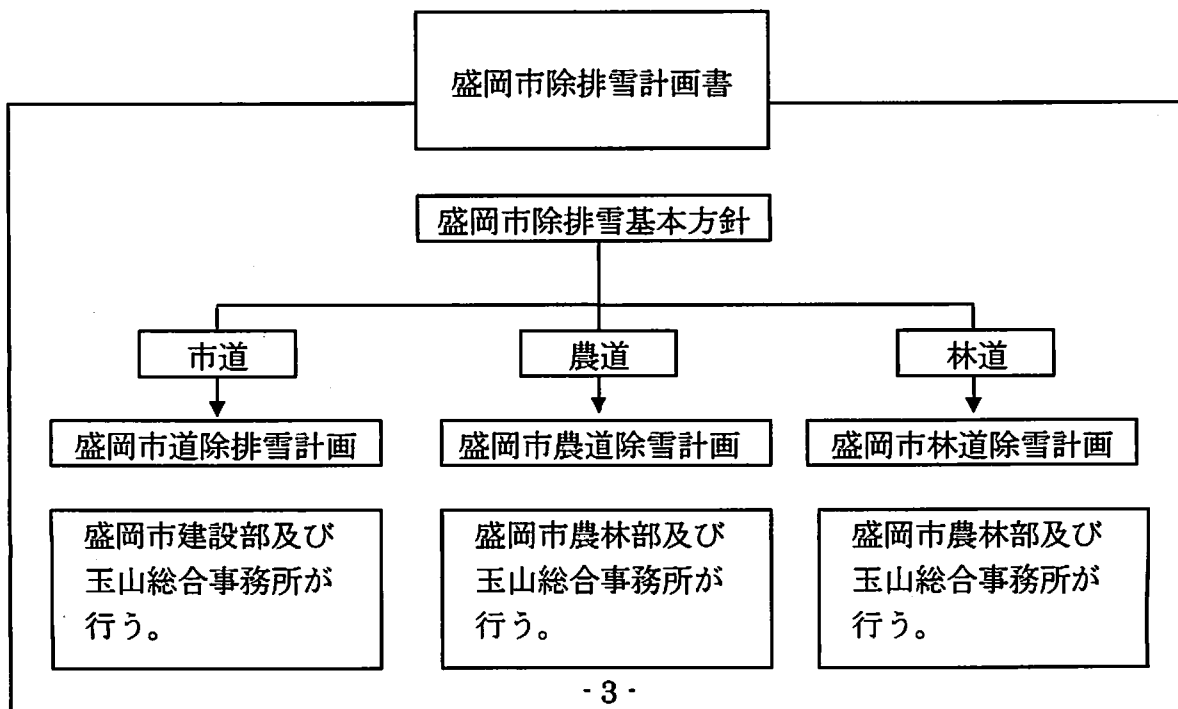 盛岡市除排雪計画書
盛岡市除排雪基本方針
市道
農道
林道
盛岡市道除排雪計画
盛岡市農道除雪計画
盛岡市林道除雪計画
盛岡市建設部及び
玉山総合事務所が
行う。
盛岡市農林部及び
玉山総合事務所が
行う。
盛岡市農林部及び
玉山総合事務所が
行う。
- 3 -